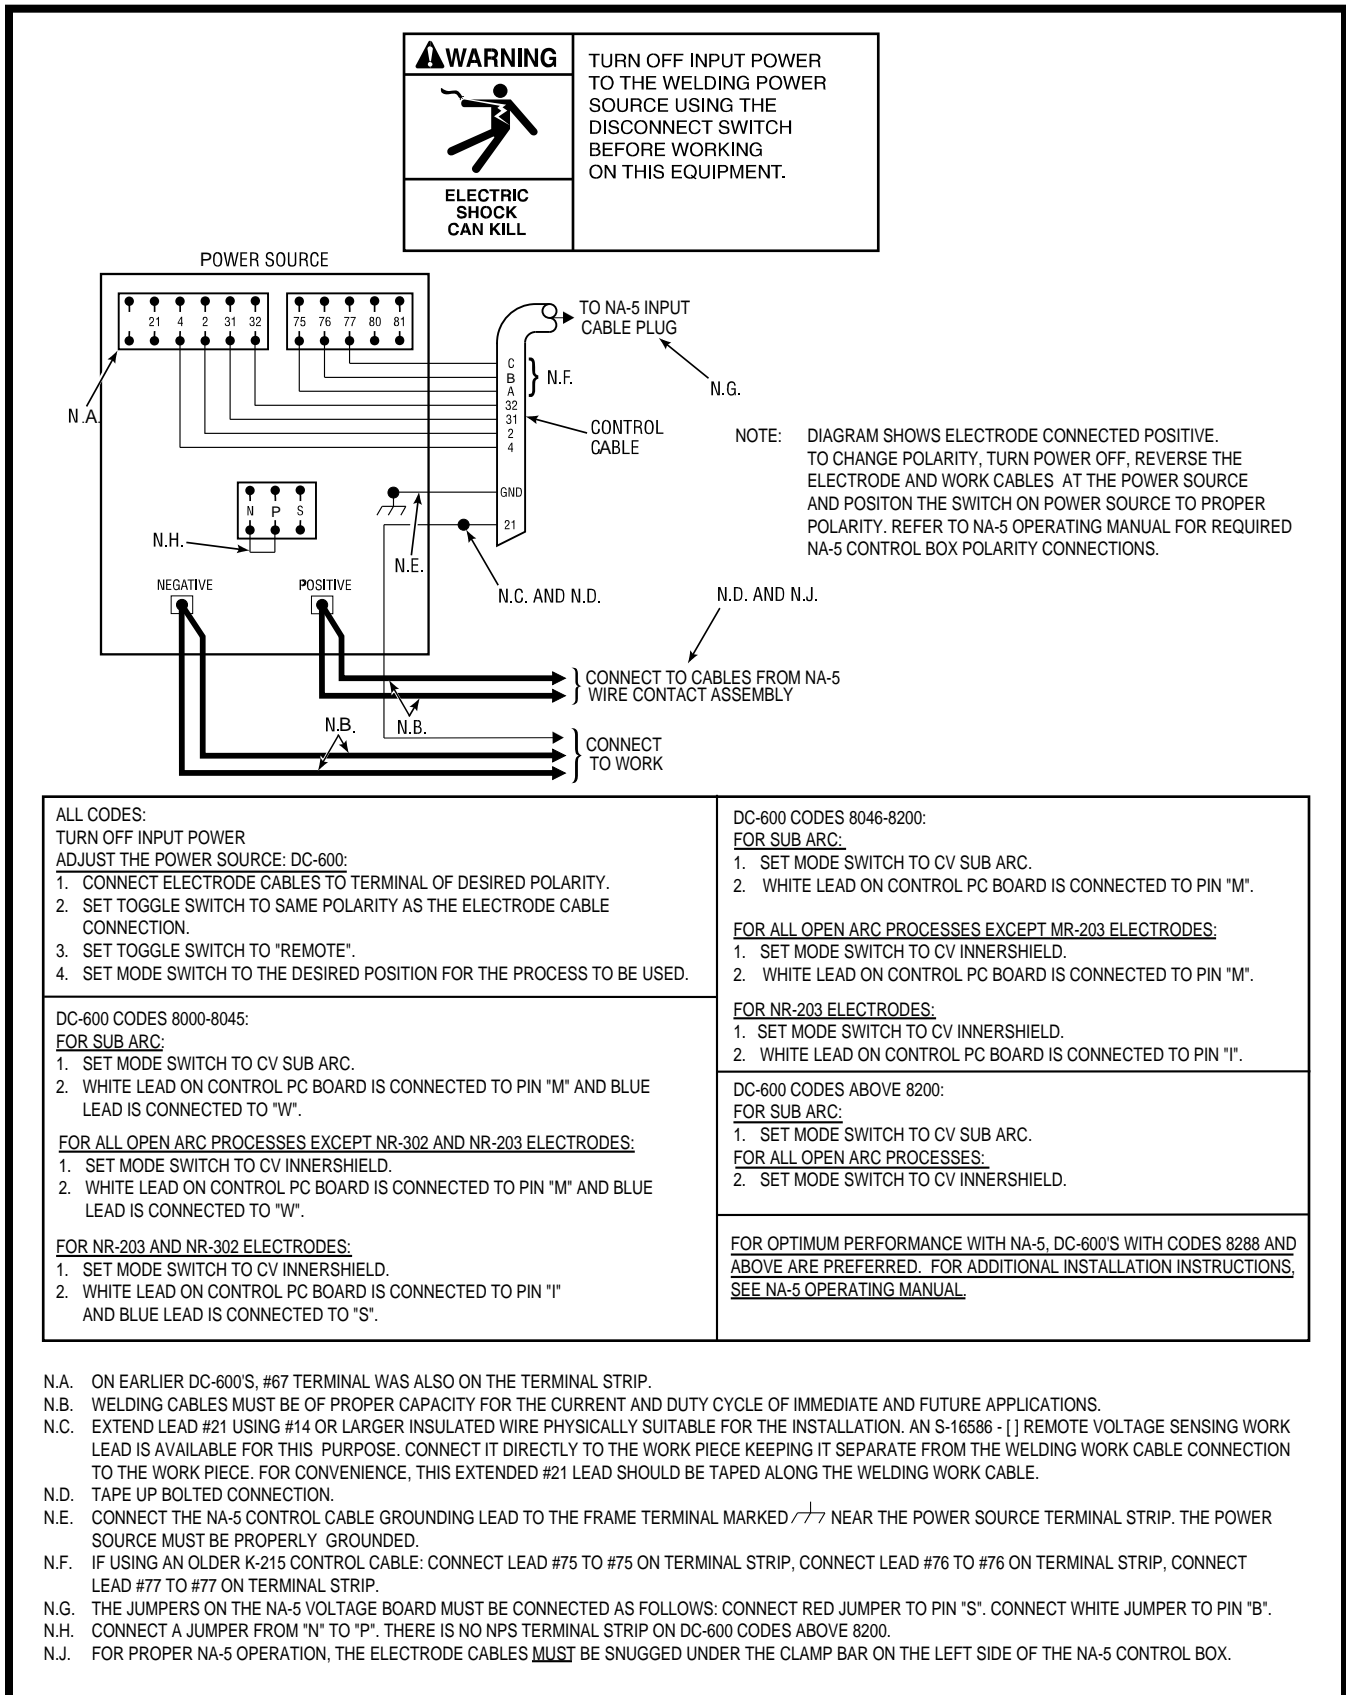 WARNING
ELECTRIC
SHOCK
CAN KILL
TURN OFF INPUT POWER
TO THE WELDING POWER
SOURCE USING THE
DISCONNECT SWITCH
BEFORE WORKING
ON THIS EQUIPMENT.
POWER SOURCE
21 4 2 31 32
75 76 77 80 81
TO NA-5 INPUT
CABLE PLUG
C
B
A
32
31
2
4
GND
21
N.F.
N.G.
N.A.
CONTROL
CABLE
NOTE: DIAGRAM SHOWS ELECTRODE CONNECTED POSITIVE.
TO CHANGE POLARITY, TURN POWER OFF, REVERSE THE
ELECTRODE AND WORK CABLES AT THE POWER SOURCE
AND POSITON THE SWITCH ON POWER SOURCE TO PROPER
POLARITY. REFER TO NA-5 OPERATING MANUAL FOR REQUIRED
NA-5 CONTROL BOX POLARITY CONNECTIONS.
N P S
N.H.
N.E.
N.C. AND N.D.
N.D. AND N.J.
NEGATIVE
POSITIVE
CONNECT TO CABLES FROM NA-5
WIRE CONTACT ASSEMBLY
N.B.
N.B.
CONNECT
TO WORK
ALL CODES:
TURN OFF INPUT POWER
ADJUST THE POWER SOURCE: DC-600:
1. CONNECT ELECTRODE CABLES TO TERMINAL OF DESIRED POLARITY.
2. SET TOGGLE SWITCH TO SAME POLARITY AS THE ELECTRODE CABLE
CONNECTION.
3. SET TOGGLE SWITCH TO "REMOTE".
4. SET MODE SWITCH TO THE DESIRED POSITION FOR THE PROCESS TO BE USED.
DC-600 CODES 8000-8045:
FOR SUB ARC:
1. SET MODE SWITCH TO CV SUB ARC.
2. WHITE LEAD ON CONTROL PC BOARD IS CONNECTED TO PIN "M" AND BLUE
LEAD IS CONNECTED TO "W".
FOR ALL OPEN ARC PROCESSES EXCEPT NR-302 AND NR-203 ELECTRODES:
1. SET MODE SWITCH TO CV INNERSHIELD.
2. WHITE LEAD ON CONTROL PC BOARD IS CONNECTED TO PIN "M" AND BLUE
LEAD IS CONNECTED TO "W".
FOR NR-203 AND NR-302 ELECTRODES:
1. SET MODE SWITCH TO CV INNERSHIELD.
2. WHITE LEAD ON CONTROL PC BOARD IS CONNECTED TO PIN "I"
AND BLUE LEAD IS CONNECTED TO "S".
DC-600 CODES 8046-8200:
FOR SUB ARC:
1. SET MODE SWITCH TO CV SUB ARC.
2. WHITE LEAD ON CONTROL PC BOARD IS CONNECTED TO PIN "M".
FOR ALL OPEN ARC PROCESSES EXCEPT MR-203 ELECTRODES:
1. SET MODE SWITCH TO CV INNERSHIELD.
2. WHITE LEAD ON CONTROL PC BOARD IS CONNECTED TO PIN "M".
FOR NR-203 ELECTRODES:
1. SET MODE SWITCH TO CV INNERSHIELD.
2. WHITE LEAD ON CONTROL PC BOARD IS CONNECTED TO PIN "I".
DC-600 CODES ABOVE 8200:
FOR SUB ARC:
1. SET MODE SWITCH TO CV SUB ARC.
FOR ALL OPEN ARC PROCESSES:
2. SET MODE SWITCH TO CV INNERSHIELD.
FOR OPTIMUM PERFORMANCE WITH NA-5, DC-600'S WITH CODES 8288 AND
ABOVE ARE PREFERRED. FOR ADDITIONAL INSTALLATION INSTRUCTIONS,
SEE NA-5 OPERATING MANUAL.
N.A. ON EARLIER DC-600'S, #67 TERMINAL WAS ALSO ON THE TERMINAL STRIP.
N.B. WELDING CABLES MUST BE OF PROPER CAPACITY FOR THE CURRENT AND DUTY CYCLE OF IMMEDIATE AND FUTURE APPLICATIONS.
N.C. EXTEND LEAD #21 USING #14 OR LARGER INSULATED WIRE PHYSICALLY SUITABLE FOR THE INSTALLATION. AN S-16586 - [ ] REMOTE VOLTAGE SENSING WORK
LEAD IS AVAILABLE FOR THIS PURPOSE. CONNECT IT DIRECTLY TO THE WORK PIECE KEEPING IT SEPARATE FROM THE WELDING WORK CABLE CONNECTION
TO THE WORK PIECE. FOR CONVENIENCE, THIS EXTENDED #21 LEAD SHOULD BE TAPED ALONG THE WELDING WORK CABLE.
N.D. TAPE UP BOLTED CONNECTION.
N.E. CONNECT THE NA-5 CONTROL CABLE GROUNDING LEAD TO THE FRAME TERMINAL MARKED NEAR THE POWER SOURCE TERMINAL STRIP. THE POWER
SOURCE MUST BE PROPERLY GROUNDED.
N.F. IF USING AN OLDER K-215 CONTROL CABLE: CONNECT LEAD #75 TO #75 ON TERMINAL STRIP, CONNECT LEAD #76 TO #76 ON TERMINAL STRIP, CONNECT
LEAD #77 TO #77 ON TERMINAL STRIP.
N.G. THE JUMPERS ON THE NA-5 VOLTAGE BOARD MUST BE CONNECTED AS FOLLOWS: CONNECT RED JUMPER TO PIN "S". CONNECT WHITE JUMPER TO PIN "B".
N.H. CONNECT A JUMPER FROM "N" TO "P". THERE IS NO NPS TERMINAL STRIP ON DC-600 CODES ABOVE 8200.
N.J. FOR PROPER NA-5 OPERATION, THE ELECTRODE CABLES MUST BE SNUGGED UNDER THE CLAMP BAR ON THE LEFT SIDE OF THE NA-5 CONTROL BOX.